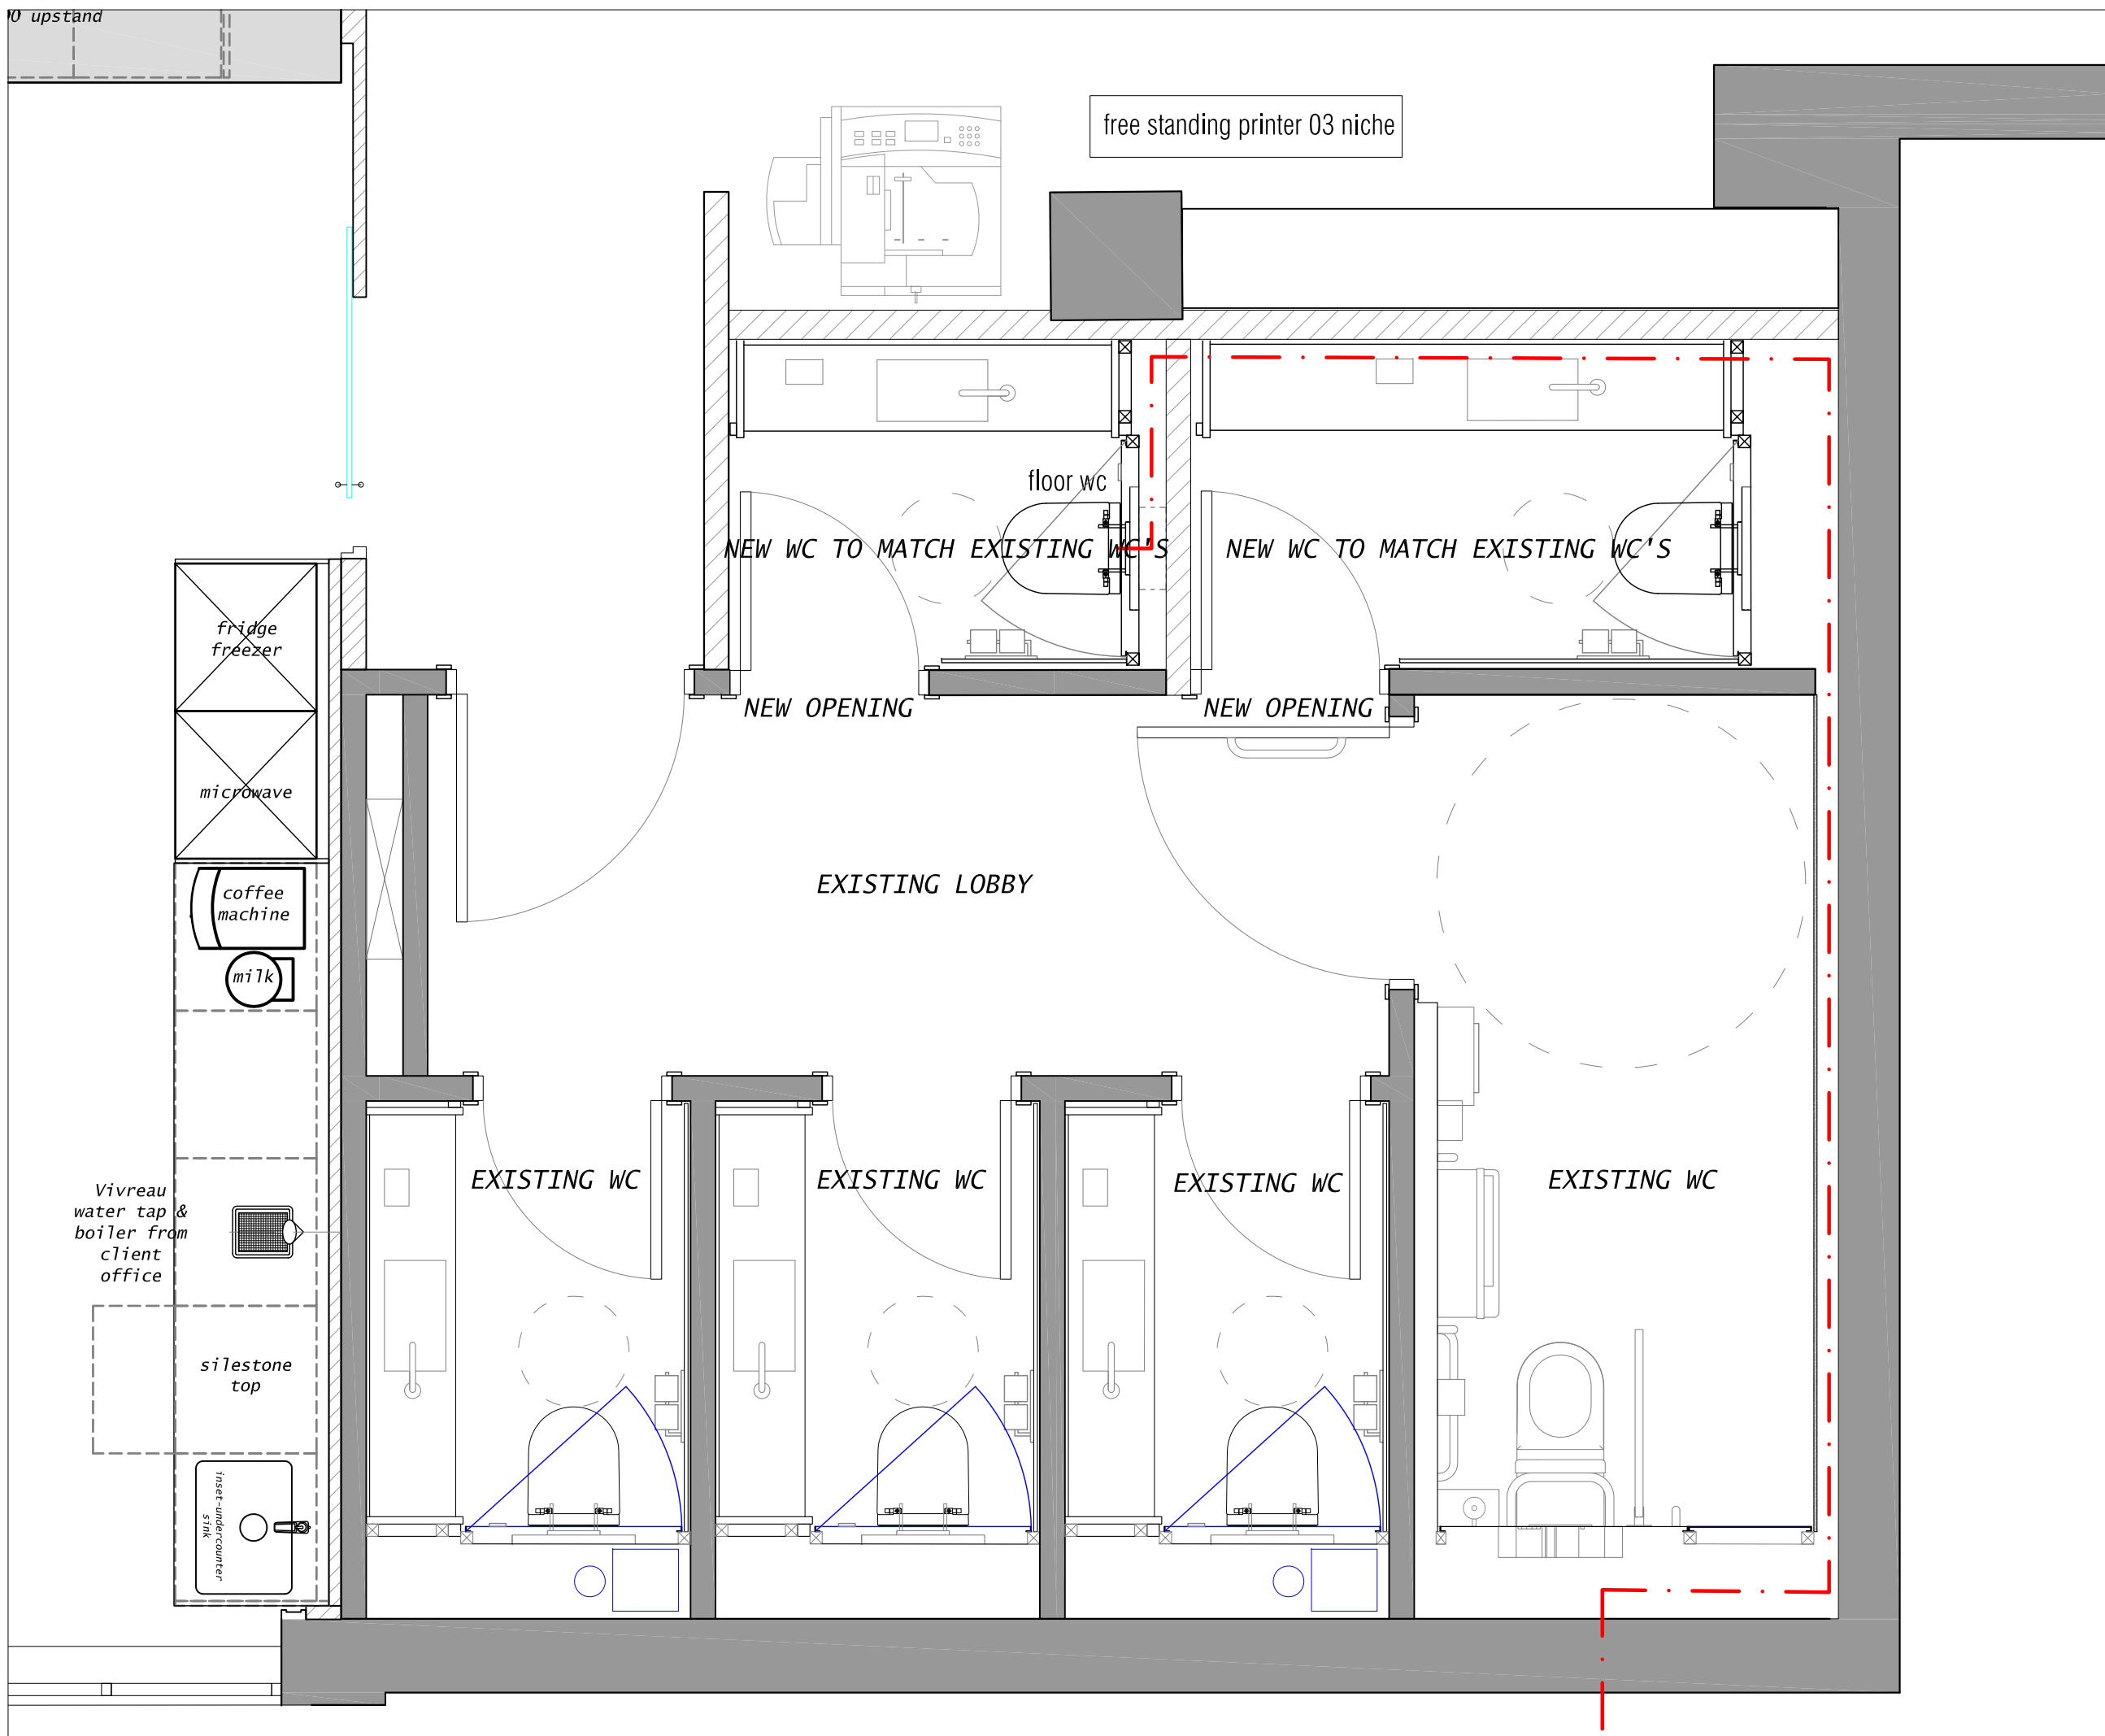 upstand
free standing printer 03 niche
floor wc
NEW WC TO MATCH EXISTING WC'S
NEW WC TO MATCH EXISTING WC'S
fridge
freezer
NEW OPENING
NEW OPENING
microwave
EXISTING LOBBY
coffee
machine
milk
EXISTING WC
EXISTING WC
EXISTING WC
EXISTING WC
Vivreau
water tap &
boiler from
client
office
silestone
top
inset-undercounter
sink